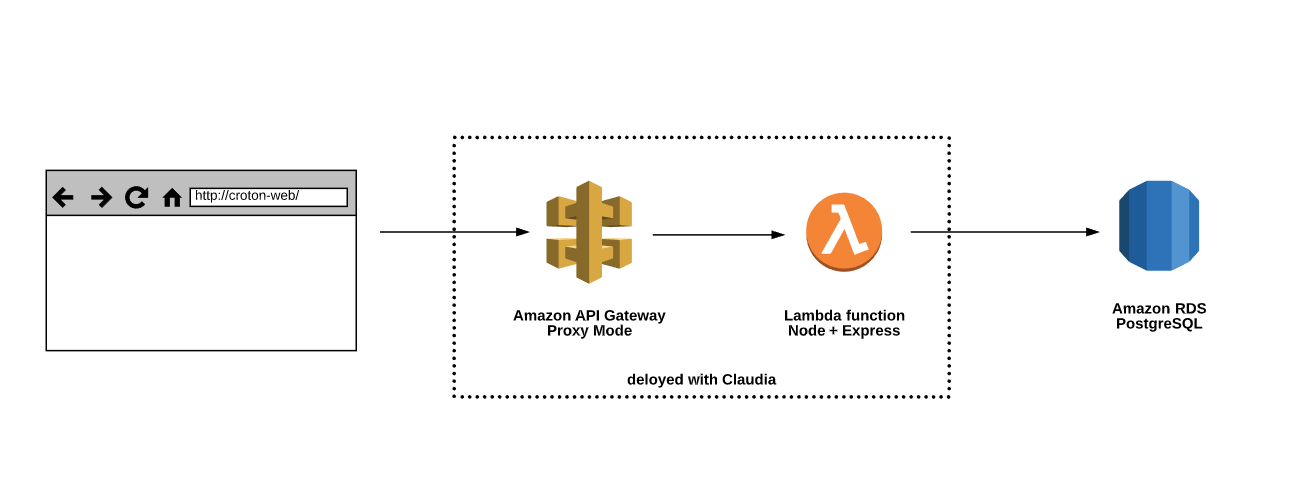 http://croton-web/
Amazon API Gateway
Proxy Mode
Lambda function
Node + Express
Amazon RDS
PostgreSQL
deloyed with Claudia